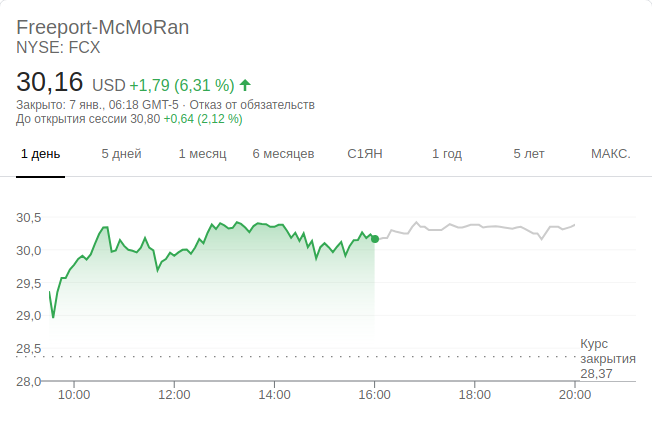 Freeport-McMoRan
NYSE: FCX
30,16 USD +1,79 (6,31 %)
Закрыто: 7 янв., 06:18 GMT-5 · Отказ от обязательств
До открытия сессии 30,80 +0,64 (2,12 %)
1 день 5 дней 1 месяц 6 месяцев С1ЯН 1 год 5 лет МАКС.
30,5
30,0
29,5
29,0
28,5
28,0
Курс
закрытия
28,37
10:00 12:00 14:00 16:00 18:00 20:00